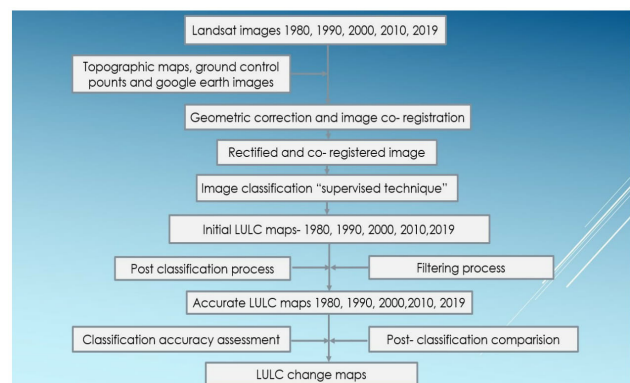 Landsat images 1980, 1990, 2000, 2010, 2019
Topographic maps, ground control
pounts and google earth images
Geometric correction and image co- registration
Rectified and co- registered image
Image classification “supervised technique”
Initial LULC maps- 1980, 1990, 2000, 2010,2019
Post classification process
Filtering process
Accurate LULC maps 1980, 1990, 2000,2010, 2019
Classification accuracy assessment
Post- classification comparision
LULC change maps